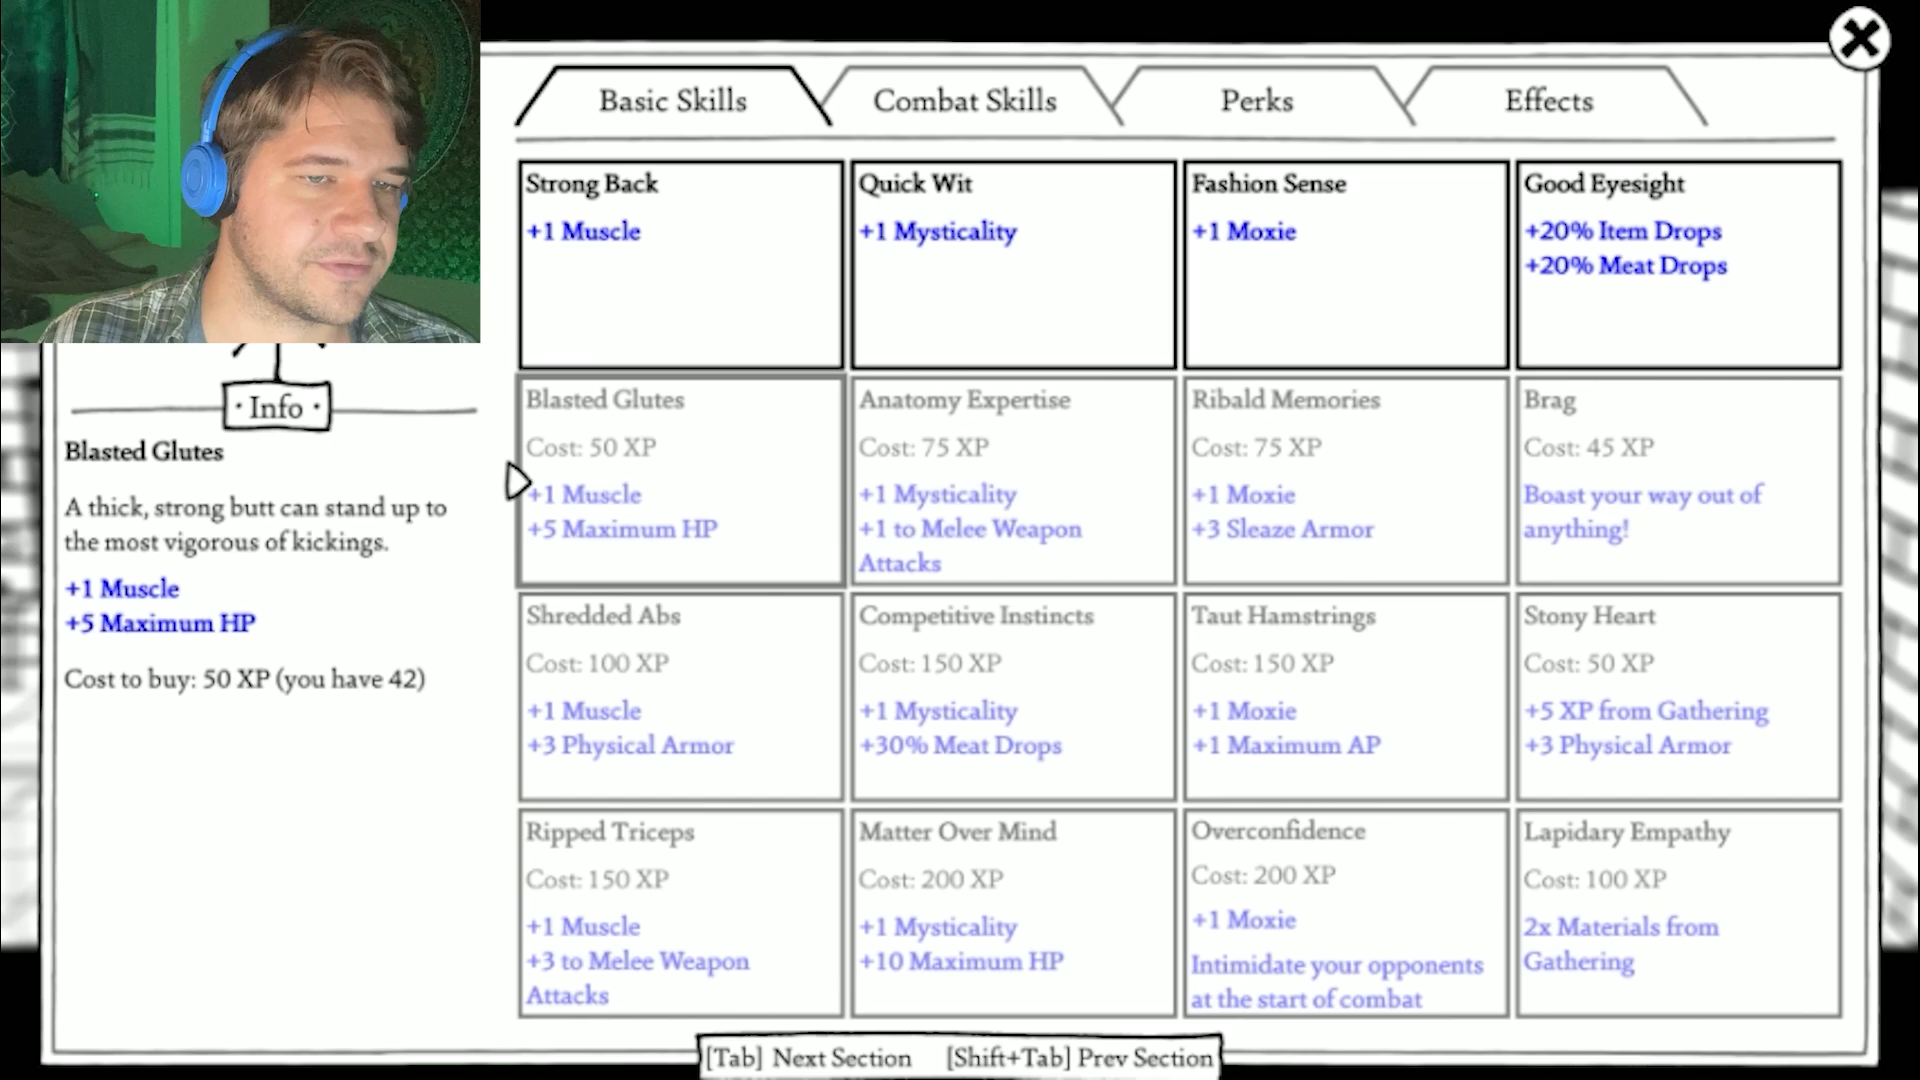 Basic Skills
Combat Skills
Perks
Effects
Strong Back
+1 Muscle
Quick Wit
+1 Mysticality
Fashion Sense
+1 Moxie
Good Eyesight
+20% Item Drops
+20% Meat Drops
· Info ·
Blasted Glutes
A thick, strong butt can stand up to
the most vigorous of kickings.
+1 Muscle
+5 Maximum HP
Cost to buy: 50 XP (you have 42)
Blasted Glutes
Cost: 50 XP
+1 Muscle
+5 Maximum HP
Anatomy Expertise
Cost: 75 XP
+1 Mysticality
+1 to Melee Weapon
Attacks
Ribald Memories
Cost: 75 XP
+1 Moxie
+3 Sleaze Armor
Brag
Cost: 45 XP
Boast your way out of
anything!
Shredded Abs
Cost: 100 XP
+1 Muscle
+3 Physical Armor
Competitive Instincts
Cost: 150 XP
+1 Mysticality
+30% Meat Drops
Taut Hamstrings
Cost: 150 XP
+1 Moxie
+1 Maximum AP
Stony Heart
Cost: 50 XP
+5 XP from Gathering
+3 Physical Armor
Ripped Triceps
Cost: 150 XP
+1 Muscle
+3 to Melee Weapon
Attacks
Matter Over Mind
Cost: 200 XP
+1 Mysticality
+10 Maximum HP
Overconfidence
Cost: 200 XP
+1 Moxie
Intimidate your opponents
at the start of combat
Lapidary Empathy
Cost: 100 XP
2x Materials from
Gathering
[Tab] Next Section [Shift+Tab] Prev Section